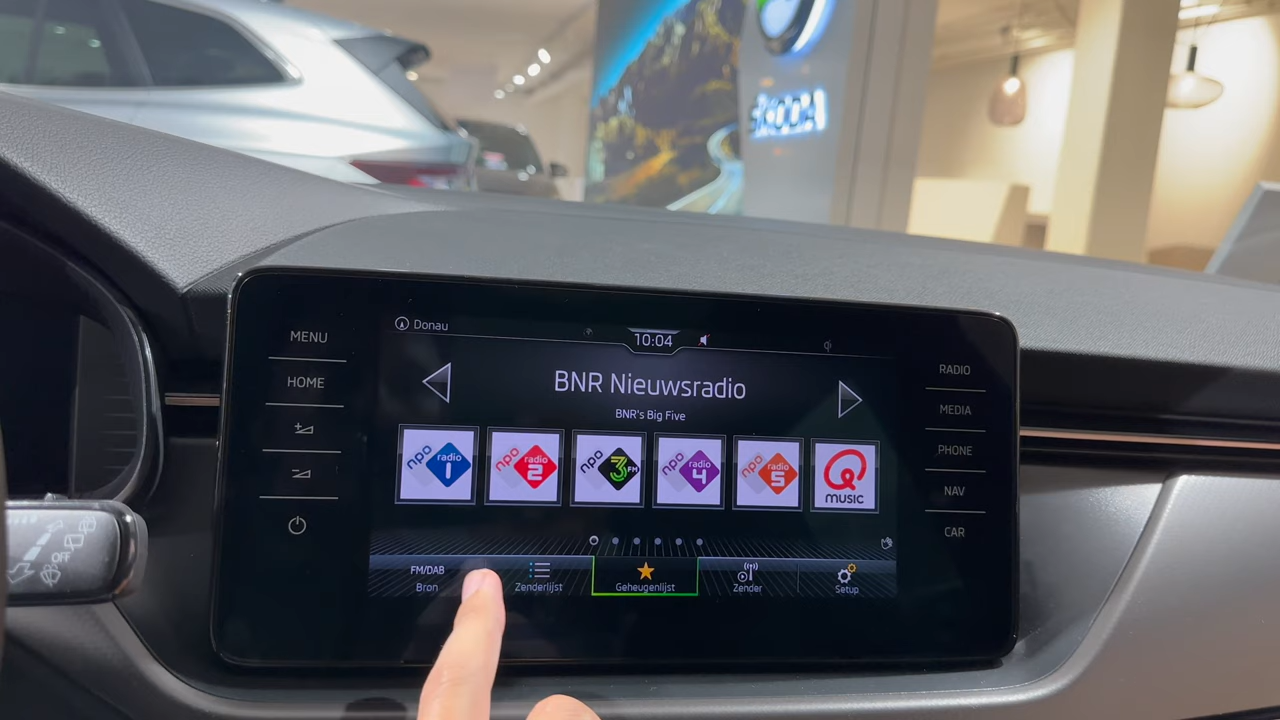 ŠKODA
MENU
HOME
Donau
10:04
BNR Nieuwsradio
BNR's Big Five
npo radio 1
npo radio 2
npo 3FM
npo radio 4
npo radio 5
Q MUSIC
FM/DAB
Bron
Zenderlijst
Geheugenlijst
Zender
Setup
RADIO
MEDIA
PHONE
NAV
CAR
OFF